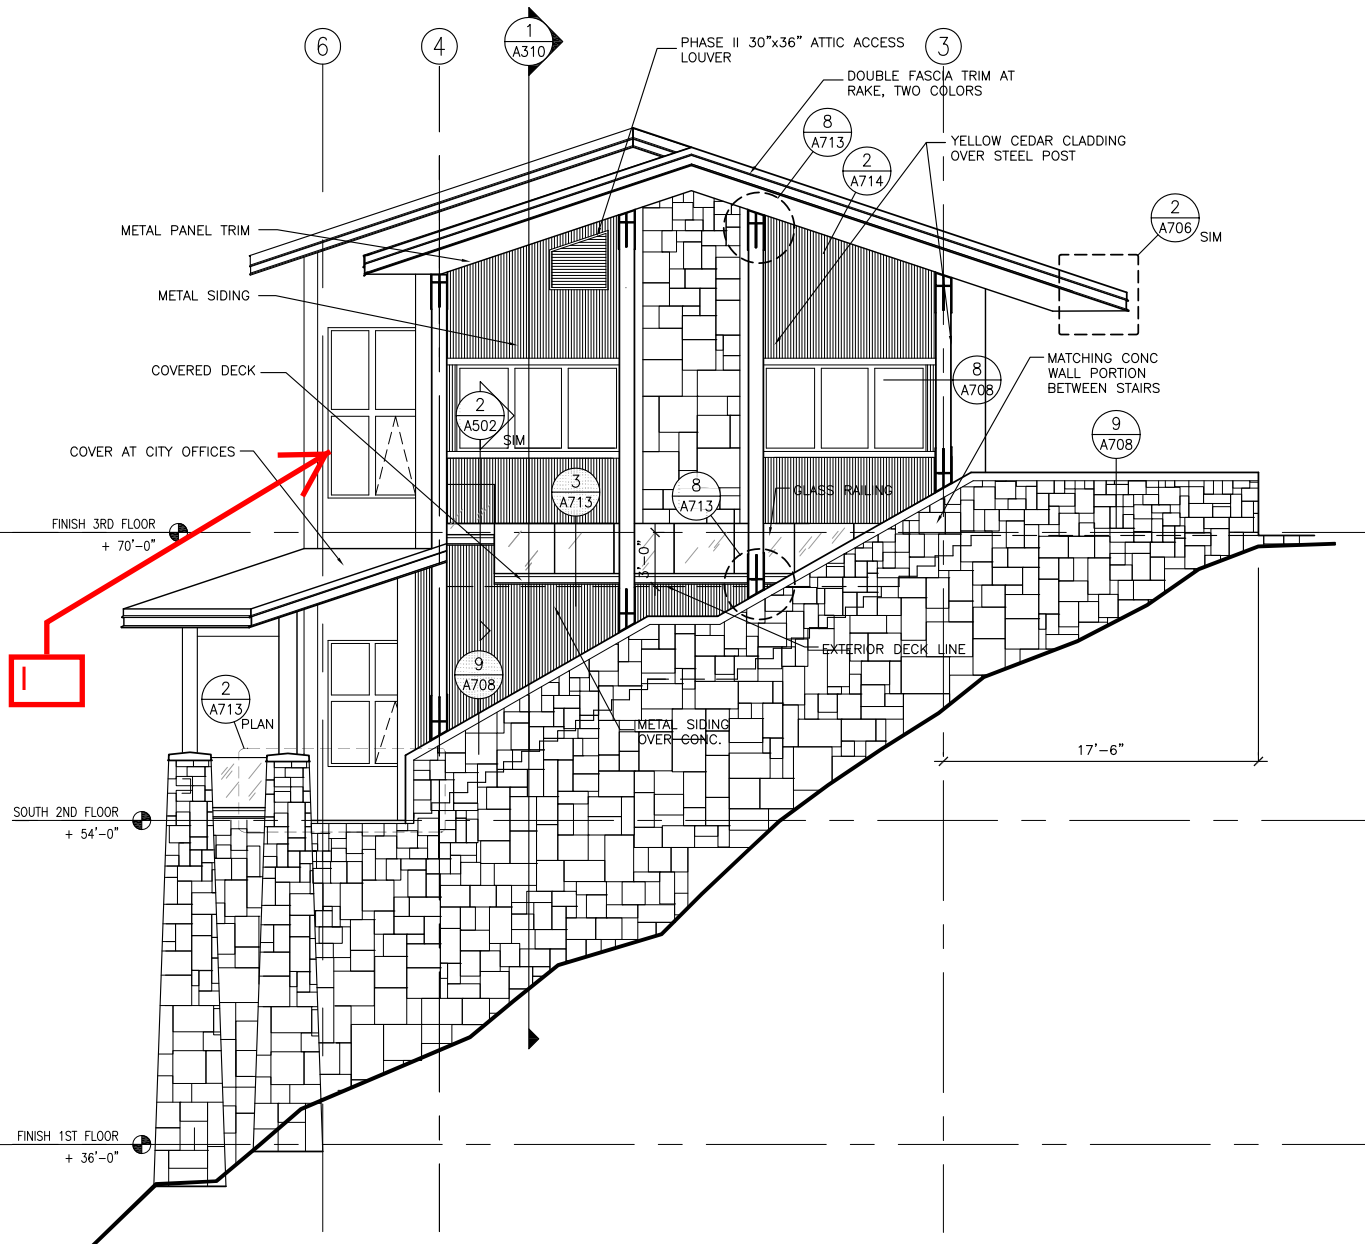 6
4
1
A310
PHASE II 30"x36" ATTIC ACCESS
LOUVER
3
DOUBLE FASCIA TRIM AT
RAKE, TWO COLORS
8
A713
YELLOW CEDAR CLADDING
OVER STEEL POST
2
A714
2
A706
SIM
METAL PANEL TRIM
METAL SIDING
COVERED DECK
MATCHING CONC
WALL PORTION
BETWEEN STAIRS
8
A708
2
A502
SIM
9
A708
COVER AT CITY OFFICES
3
A713
8
A713
GLASS RAILING
FINISH 3RD FLOOR
+ 70'-0"
3'-0"
EXTERIOR DECK LINE
9
A708
2
A713
PLAN
METAL SIDING
OVER CONC.
17'-6"
SOUTH 2ND FLOOR
+ 54'-0"
FINISH 1ST FLOOR
+ 36'-0"